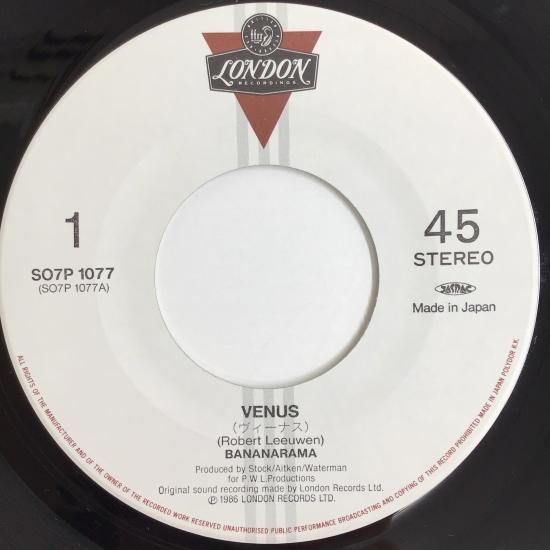 LONDON
RECORDINGS
1
45
STEREO
SO7P 1077
(SO7P 1077A)
JASRAC
Made in Japan
VENUS
(ヴィーナス)
(Robert Leeuwen)
BANANARAMA
Produced by Stock/Aitken/Waterman
for P.W.L.Productions
Original sound recording made by London Records Ltd.
Ⓟ 1986 LONDON RECORDS LTD.
ALL RIGHTS OF THE MANUFACTURER AND OF THE OWNER OF THE RECORDED WORK RESERVED UNAUTHORISED PUBLIC PERFORMANCE BROADCASTING AND COPYING OF THIS RECORD PROHIBITED MADE IN JAPAN POLYDOR K.K.